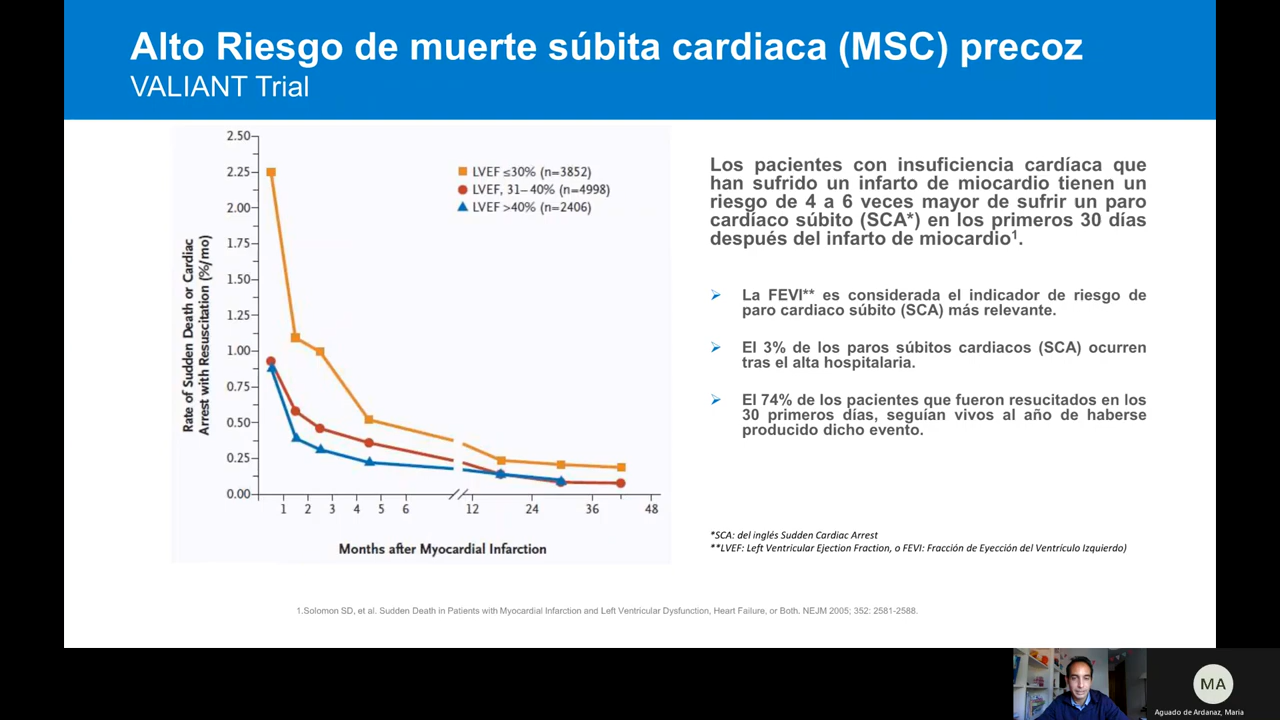 Alto Riesgo de muerte súbita cardiaca (MSC) precoz
VALIANT Trial
2.50
2.25
2.00
1.75
1.50
1.25
1.00
0.75
0.50
0.25
0.00
Rate of Sudden Death or Cardiac
Arrest with Resuscitation (%/mo)
LVEF ≤30% (n=3852)
LVEF, 31–40% (n=4998)
LVEF >40% (n=2406)
1 2 3 4 5 6 12 24 36 48
Months after Myocardial Infarction
Los pacientes con insuficiencia cardíaca que
han sufrido un infarto de miocardio tienen un
riesgo de 4 a 6 veces mayor de sufrir un paro
cardíaco súbito (SCA*) en los primeros 30 días
después del infarto de miocardio1.
La FEVI** es considerada el indicador de riesgo de
paro cardiaco súbito (SCA) más relevante.
El 3% de los paros súbitos cardiacos (SCA) ocurren
tras el alta hospitalaria.
El 74% de los pacientes que fueron resucitados en los
30 primeros días, seguían vivos al año de haberse
producido dicho evento.
*SCA: del inglés Sudden Cardiac Arrest
**LVEF: Left Ventricular Ejection Fraction, o FEVI: Fracción de Eyección del Ventrículo Izquierdo)
1.Solomon SD, et al. Sudden Death in Patients with Myocardial Infarction and Left Ventricular Dysfunction, Heart Failure, or Both. NEJM 2005; 352: 2581-2588.
MA
Aguado de Ardanaz, Maria